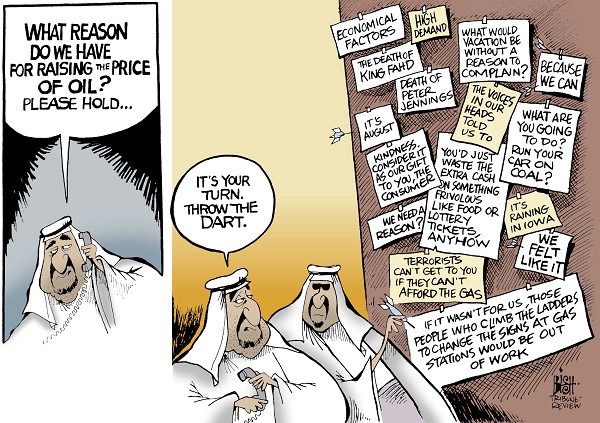 WHAT REASON
DO WE HAVE
FOR RAISING THE PRICE
OF OIL?
PLEASE HOLD...
IT'S YOUR
TURN.
THROW THE
DART.
ECONOMICAL
FACTORS
HIGH
DEMAND
WHAT WOULD
VACATION BE
WITHOUT A
REASON TO
COMPLAIN?
BECAUSE
WE CAN
THE DEATH OF
KING FAHD
DEATH OF
PETER
JENNINGS
THE VOICES
IN OUR
HEADS
TOLD
US TO
WHAT ARE
YOU GOING
TO DO?
RUN YOUR
CAR ON
COAL?
IT'S
AUGUST
KINDNESS.
CONSIDER IT
AS OUR GIFT
TO YOU, THE
CONSUMER
YOU'D JUST
WASTE THE
EXTRA CASH
ON SOMETHING
FRIVOLOUS
LIKE FOOD OR
LOTTERY
TICKETS,
ANYHOW
WE NEED A
REASON?
IT'S
RAINING
IN IOWA
WE
FELT
LIKE IT
TERRORISTS
CAN'T GET TO YOU
IF THEY CAN'T
AFFORD THE GAS
IF IT WASN'T FOR US, THOSE
PEOPLE WHO CLIMB THE LADDERS
TO CHANGE THE SIGNS AT GAS
STATIONS WOULD BE OUT
OF WORK
TRIBUNE-
REVIEW